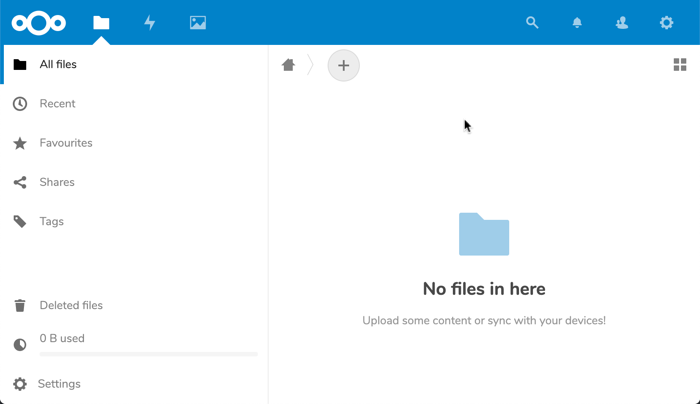 All files
Recent
Favourites
Shares
Tags
Deleted files
0 B used
Settings
No files in here
Upload some content or sync with your devices!